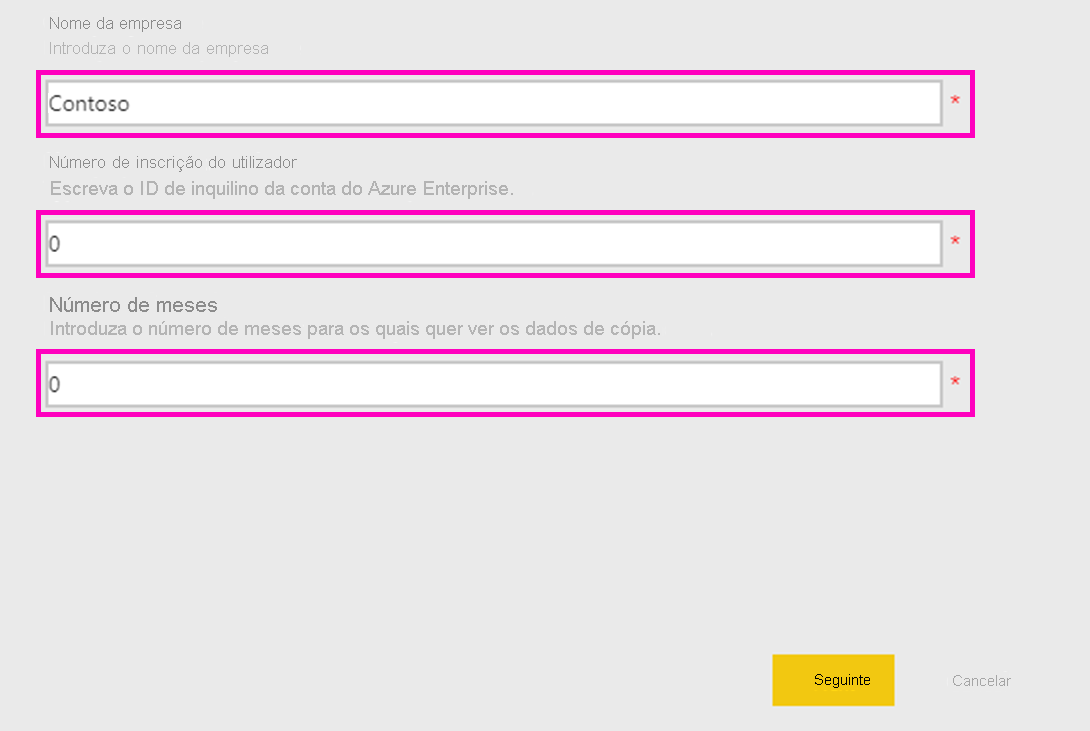 Nome da empresa
Introduza o nome da empresa
Contoso *
Número de inscrição do utilizador
Escreva o ID de inquilino da conta do Azure Enterprise.
0 *
Número de meses
Introduza o número de meses para os quais quer ver os dados de cópia.
0 *
Seguinte Cancelar